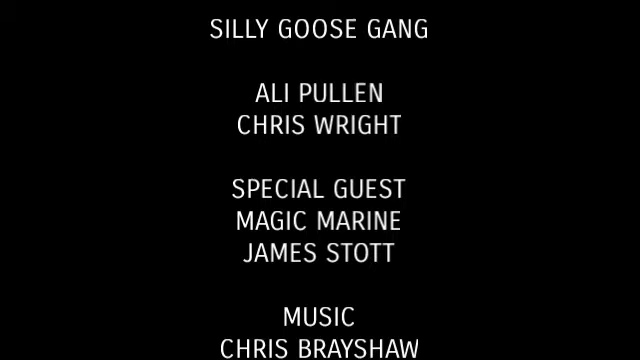 SILLY GOOSE GANG
ALI PULLEN
CHRIS WRIGHT
SPECIAL GUEST
MAGIC MARINE
JAMES STOTT
MUSIC
CHRIS BRAYSHAW